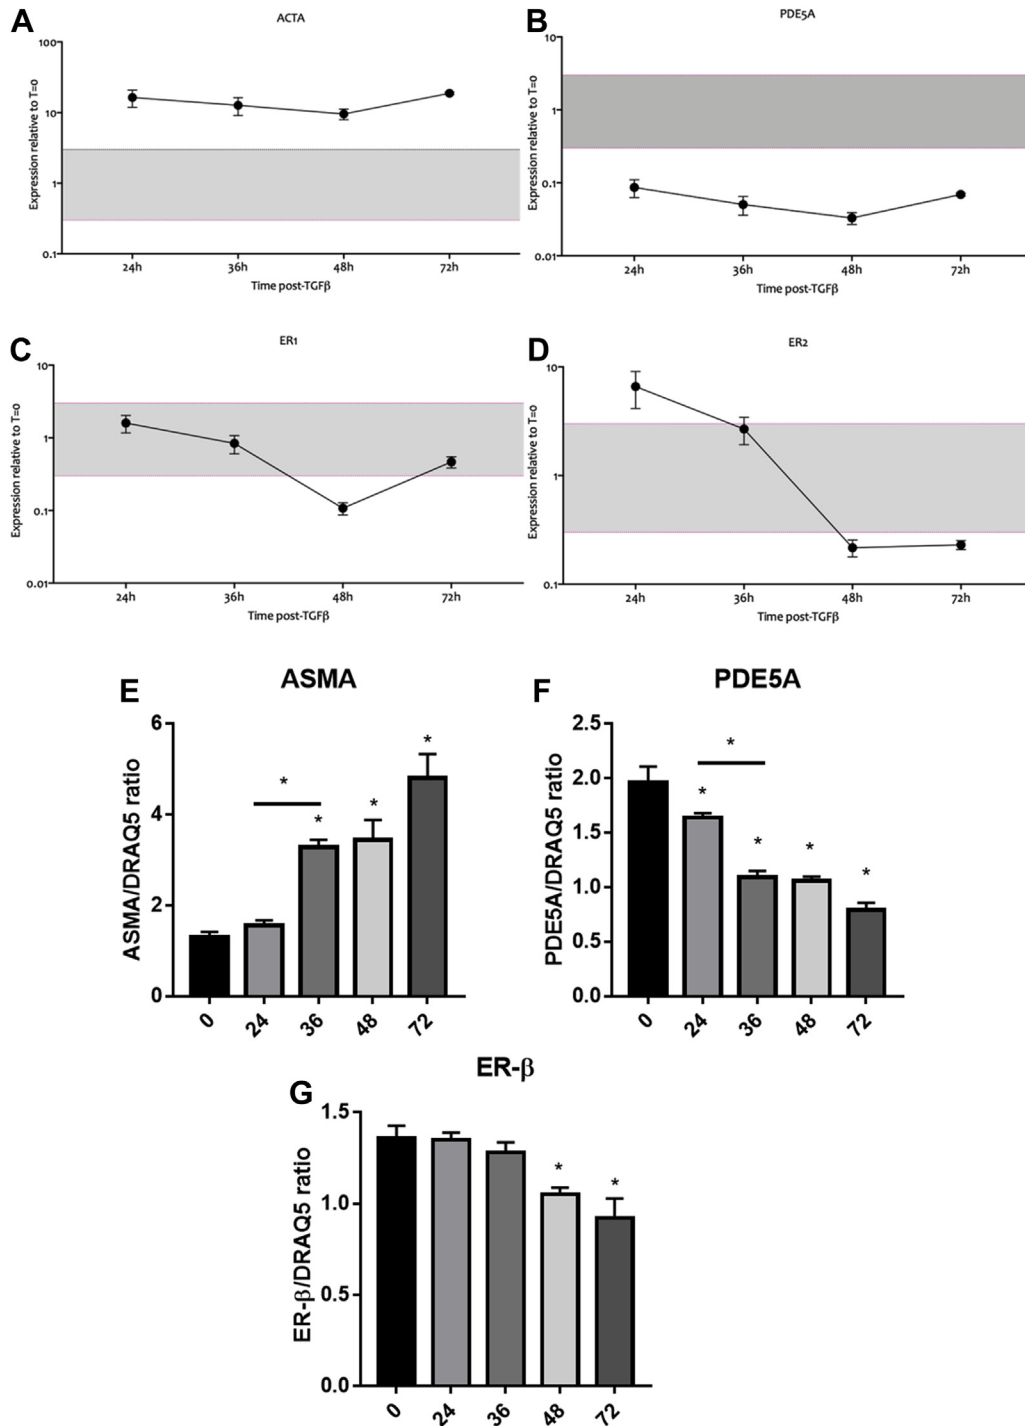 A
ACTA
Expression relative to T=0
100
10
1
0.1
24h
36h
48h
72h
Time post-TGFβ
B
PDE5A
Expression relative to T=0
10
1
0.1
0.01
24h
36h
48h
72h
Time post-TGFβ
C
ER1
Expression relative to T=0
10
1
0.1
0.01
24h
36h
48h
72h
Time post-TGFβ
D
ER2
Expression relative to T=0
10
1
0.1
24h
36h
48h
72h
Time post-TGFβ
E
ASMA
ASMA/DRAQ5 ratio
6
4
2
0
*
*
*
*
0
24
36
48
72
F
PDE5A
PDE5A/DRAQ5 ratio
2.5
2.0
1.5
1.0
0.5
0.0
*
*
*
*
*
0
24
36
48
72
G
ER-β
ER-β/DRAQ5 ratio
1.5
1.0
0.5
0.0
*
*
0
24
36
48
72